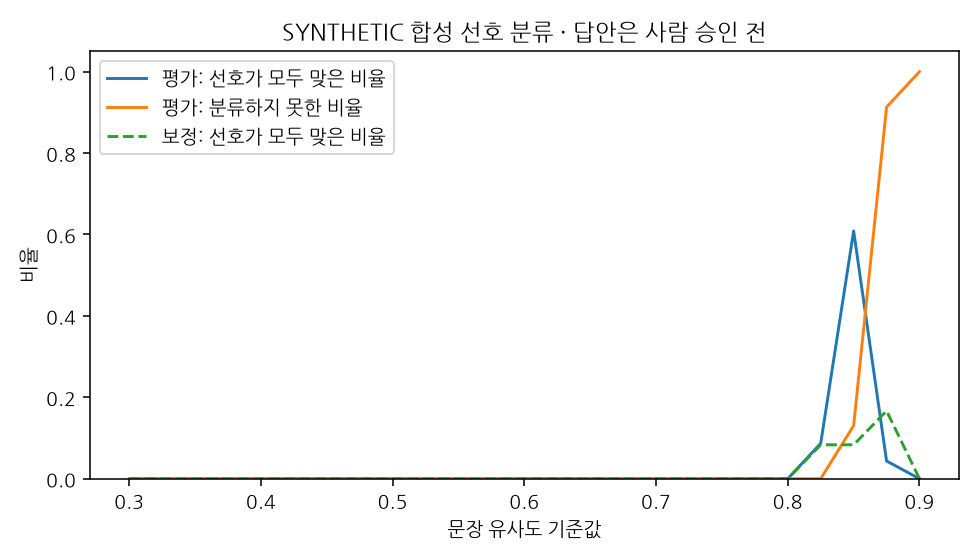 SYNTHETIC 합성 선호 분류 · 답안은 사람 승인 전
평가: 선호가 모두 맞은 비율
평가: 분류하지 못한 비율
보정: 선호가 모두 맞은 비율
비율
1.0
0.8
0.6
0.4
0.2
0.0
0.3 0.4 0.5 0.6 0.7 0.8 0.9
문장 유사도 기준값